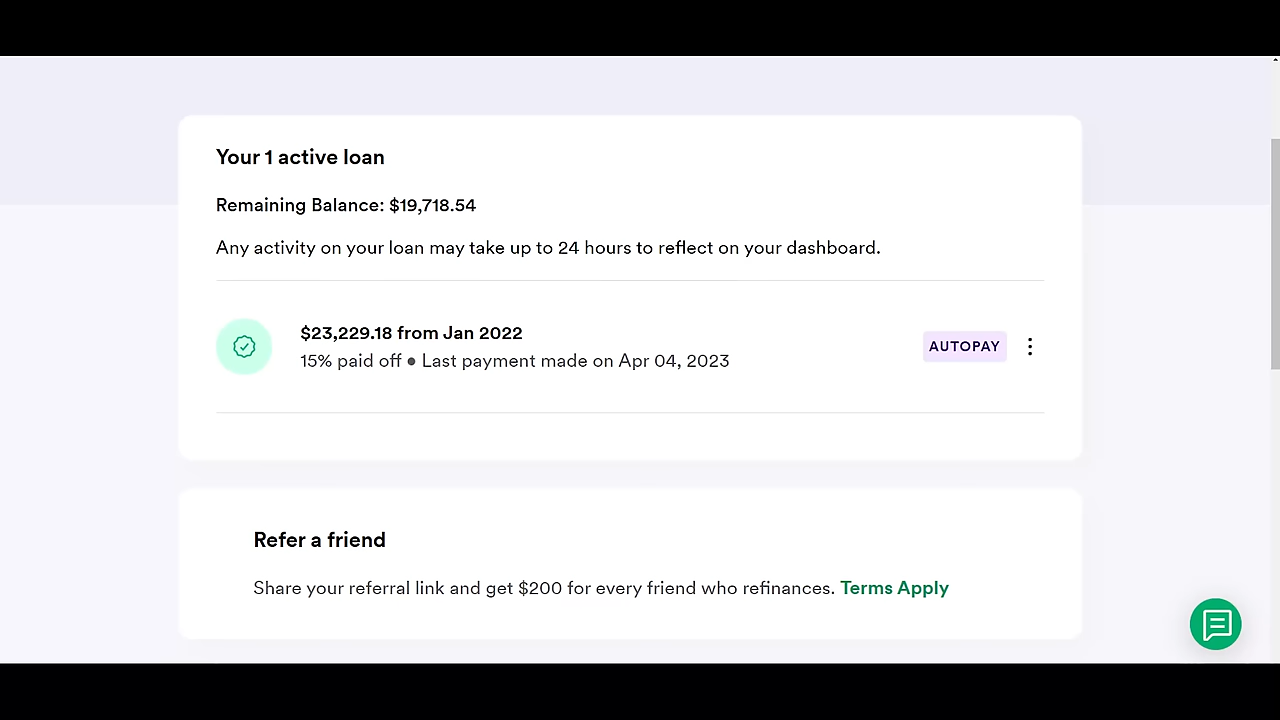 Your 1 active loan
Remaining Balance: $19,718.54
Any activity on your loan may take up to 24 hours to reflect on your dashboard.
$23,229.18 from Jan 2022
AUTOPAY
15% paid off • Last payment made on Apr 04, 2023
Refer a friend
Share your referral link and get $200 for every friend who refinances. Terms Apply